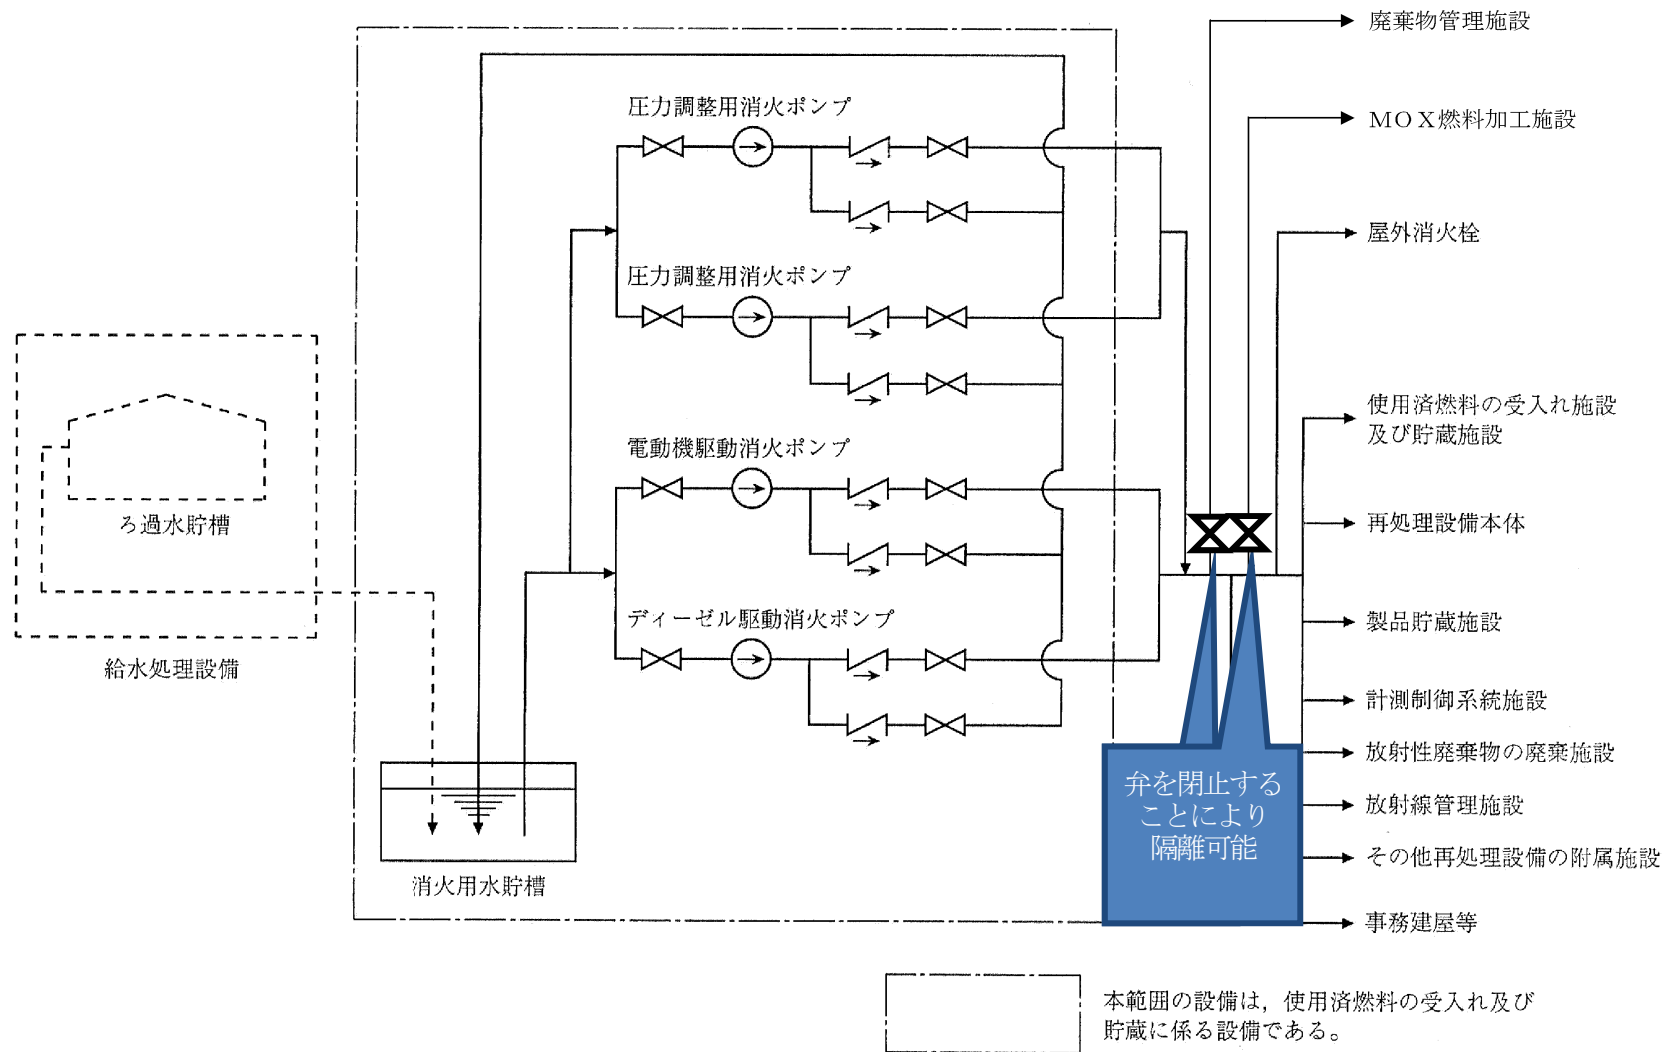 廃棄物管理施設
圧力調整用消火ポンプ
MOX燃料加工施設
屋外消火栓
圧力調整用消火ポンプ
使用済燃料の受入れ施設
及び貯蔵施設
電動機駆動消火ポンプ
ろ過水貯槽
再処理設備本体
ディーゼル駆動消火ポンプ
製品貯蔵施設
給水処理設備
計測制御系統施設
放射性廃棄物の廃棄施設
弁を閉止する
ことにより
隔離可能
放射線管理施設
その他再処理設備の附属施設
消火用水貯槽
事務建屋等
本範囲の設備は，使用済燃料の受入れ及び
貯蔵に係る設備である。